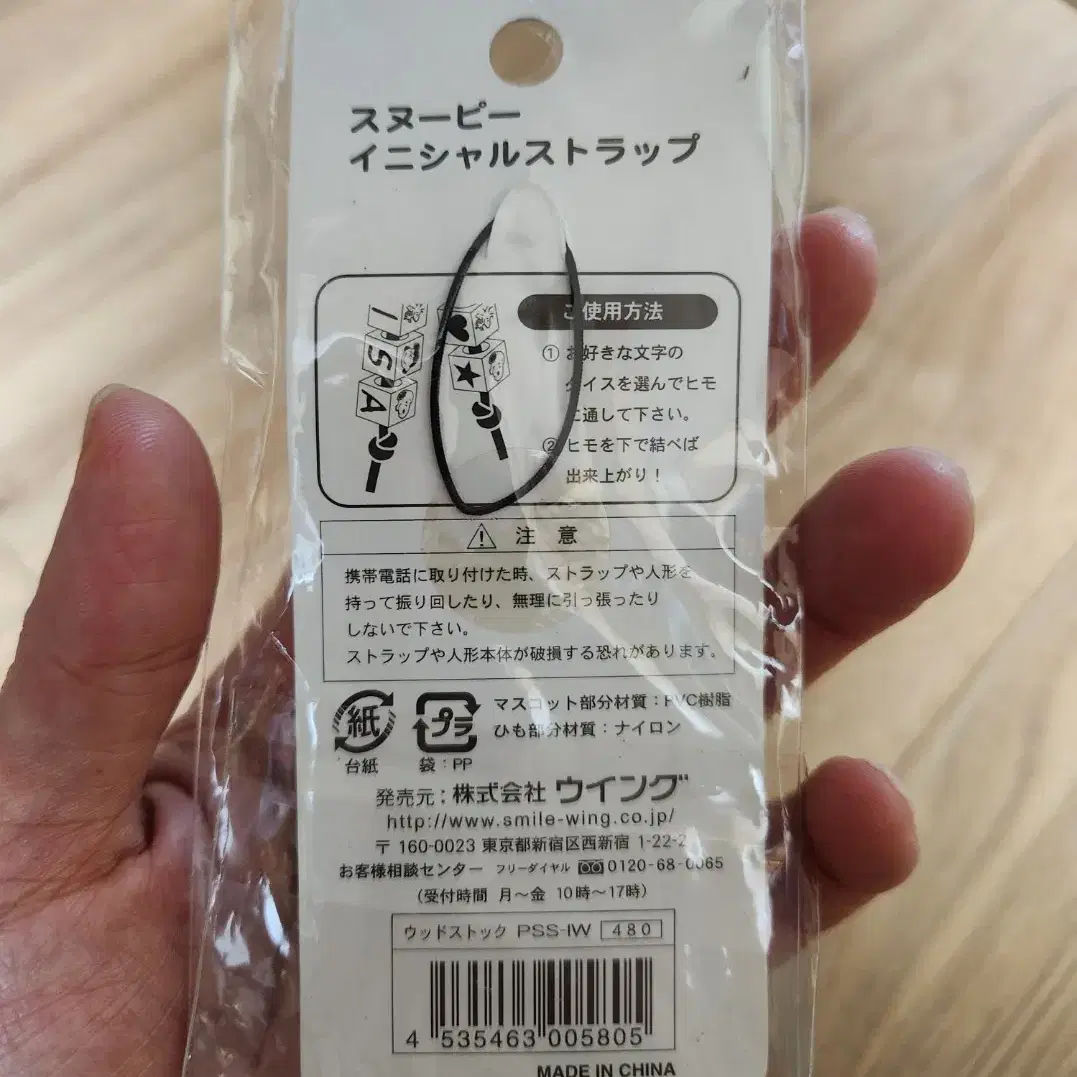 スヌーピー
イニシャルストラップ
I
S
A
ご使用方法
① お好きな文字の
ダイスを選んでヒモ
に通して下さい。
② ヒモを下で結べば
出来上がり！
注 意
携帯電話に取り付けた時、ストラップや人形を
持って振り回したり、無理に引っ張ったり
しないで下さい。
ストラップや人形本体が破損する恐れがあります。
紙
台紙
プラ
袋：PP
マスコット部分材質：PVC樹脂
ひも部分材質：ナイロン
発売元：株式会社 ウイング
http://www.smile-wing.co.jp/
〒160-0023 東京都新宿区西新宿 1-22-2
お客様相談センター フリーダイヤル 0120-68-0065
（受付時間 月～金 10時～17時）
ウッドストック PSS-IW 480
4 535463 005805
MADE IN CHINA